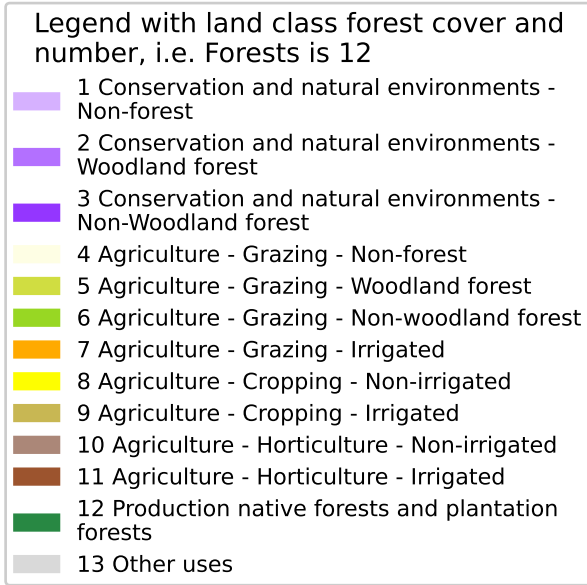 Legend with land class forest cover and
number, i.e. Forests is 12
1 Conservation and natural environments -
Non-forest
2 Conservation and natural environments -
Woodland forest
3 Conservation and natural environments -
Non-Woodland forest
4 Agriculture - Grazing - Non-forest
5 Agriculture - Grazing - Woodland forest
6 Agriculture - Grazing - Non-woodland forest
7 Agriculture - Grazing - Irrigated
8 Agriculture - Cropping - Non-irrigated
9 Agriculture - Cropping - Irrigated
10 Agriculture - Horticulture - Non-irrigated
11 Agriculture - Horticulture - Irrigated
12 Production native forests and plantation
forests
13 Other uses